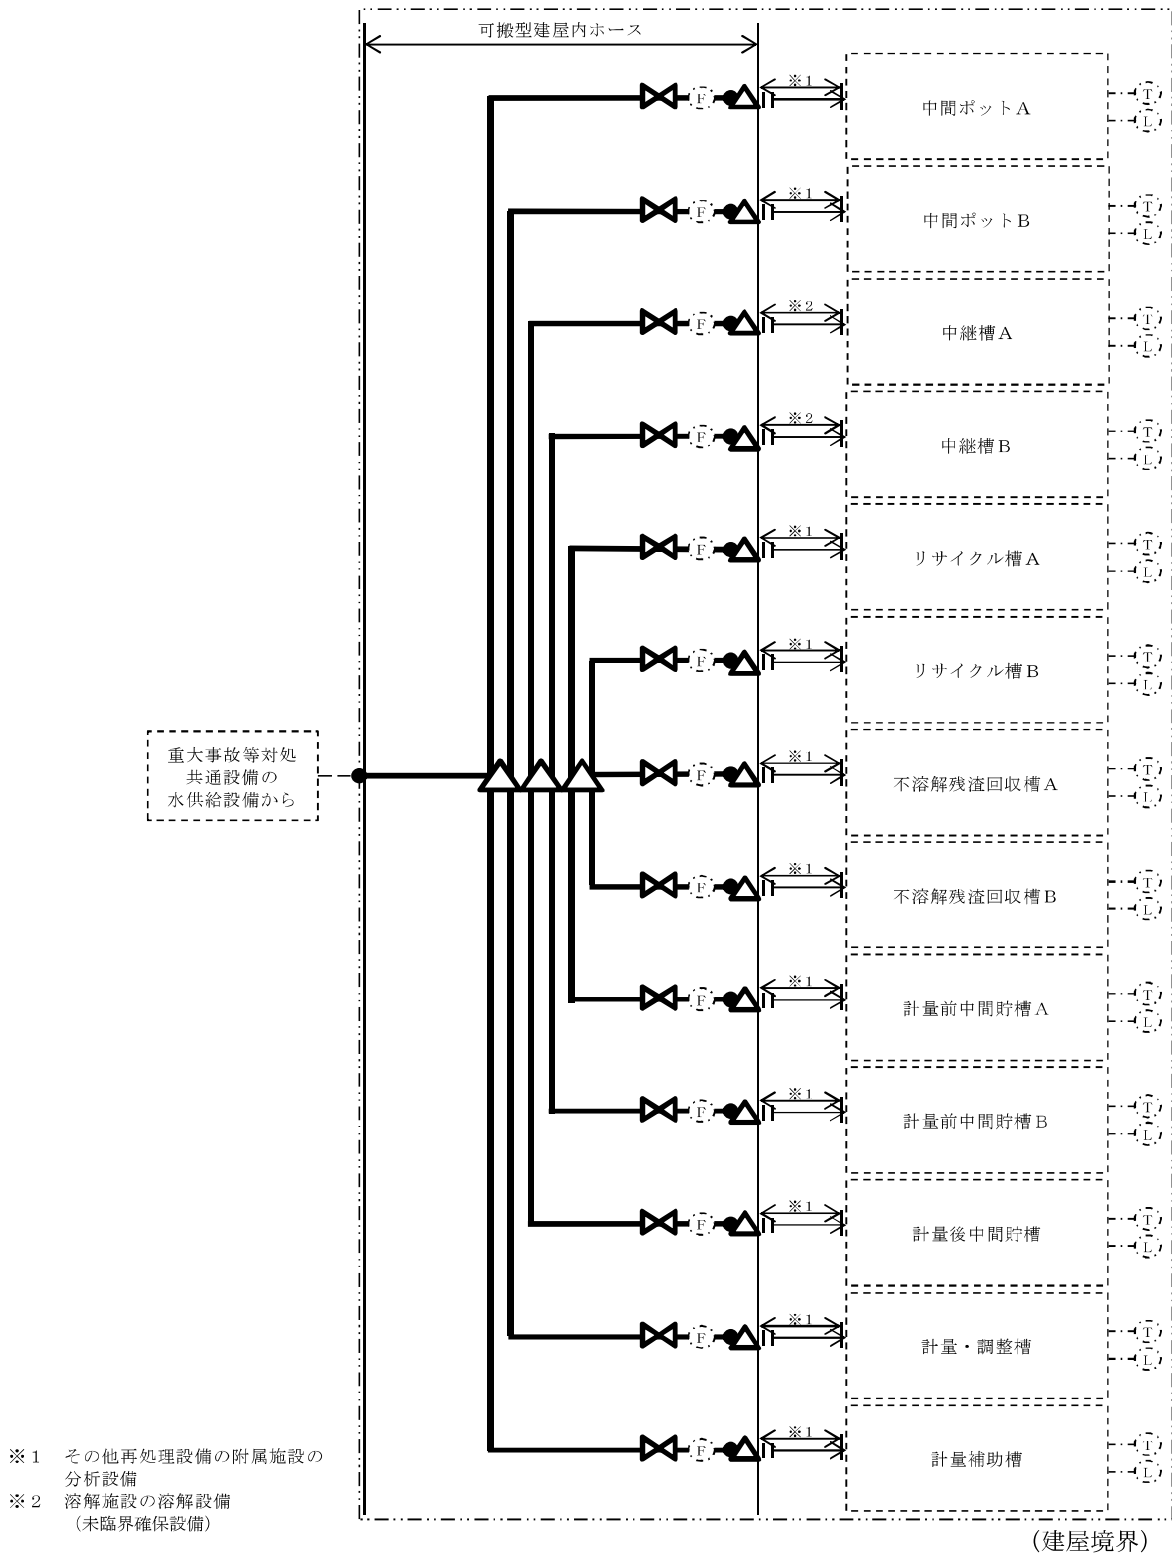 可搬型建屋内ホース
※1
F
中間ポットA
T
L
※1
F
中間ポットB
T
L
※2
F
中継槽A
T
L
※2
F
中継槽B
T
L
※1
F
リサイクル槽A
T
L
※1
F
リサイクル槽B
T
L
重大事故等対処
共通設備の
水供給設備から
※1
F
不溶解残渣回収槽A
T
L
※1
F
不溶解残渣回収槽B
T
L
※1
F
計量前中間貯槽A
T
L
※1
F
計量前中間貯槽B
T
L
※1
F
計量後中間貯槽
T
L
※1
F
計量・調整槽
T
L
※1
F
計量補助槽
T
L
※1 その他再処理設備の附属施設の
分析設備
※2 溶解施設の溶解設備
（未臨界確保設備）
（建屋境界）